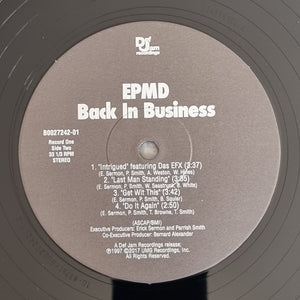 Def Jam
recordings
EPMD
Back In Business
B0027242-01
Record One
Side Two
33 1/3 RPM
STEREO
1. "Intrigued" featuring Das EFX (3:37)
(E. Sermon, P. Smith, A. Weston, W. Hines)
2. "Last Man Standing" (3:35)
(E. Sermon, P. Smith, W. Seastrunk, B. White)
3. "Get Wit This" (3:42)
(E. Sermon, P. Smith, B. Squier)
4. "Do It Again" (2:50)
(E. Sermon, P. Smith, T. Browne, T. Smith)
(ASCAP/BMI)
Executive Producers: Erick Sermon and Parrish Smith
Co-Executive Producer: Bernard Alexander
A Def Jam Recordings release;
℗1997 ©2017 UMG Recordings, Inc.
All Rights Reserved.